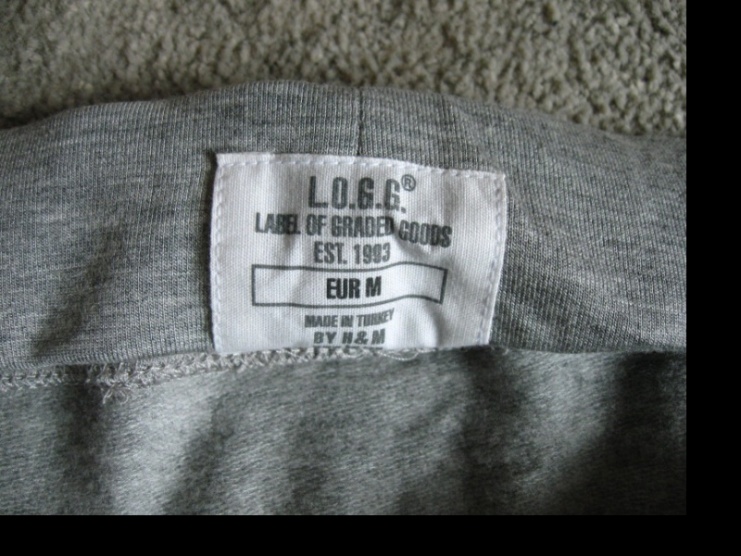 L.O.G.G.®
LABEL OF GRADED GOODS
EST. 1993
EUR M
MADE IN TURKEY
BY H&M